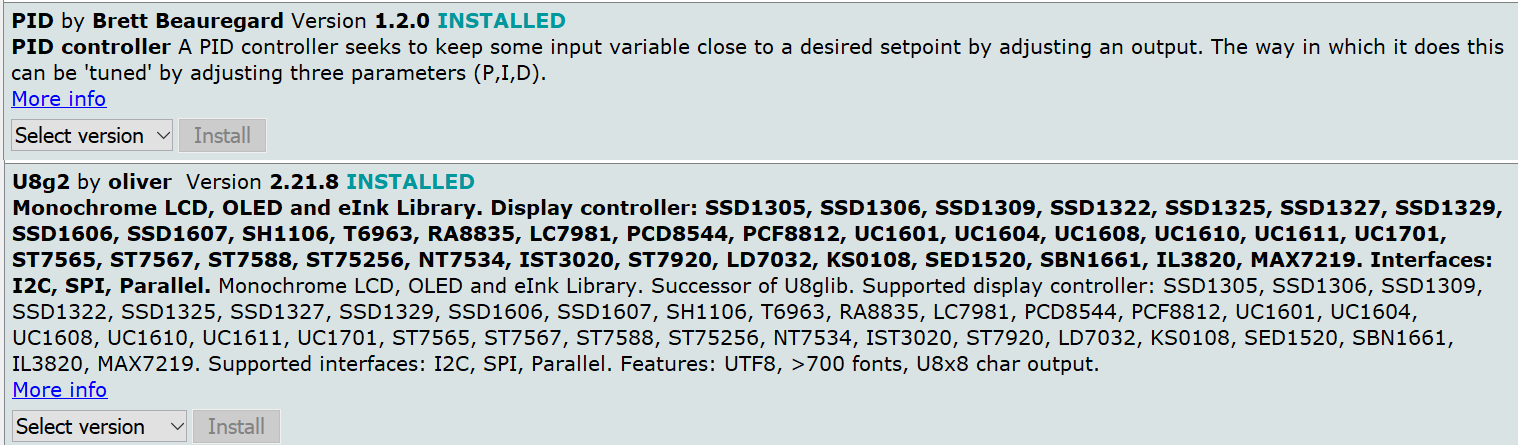 PID by Brett Beauregard Version 1.2.0 INSTALLED
PID controller A PID controller seeks to keep some input variable close to a desired setpoint by adjusting an output. The way in which it does this
can be 'tuned' by adjusting three parameters (P,I,D).
More info
Select version Install
U8g2 by oliver Version 2.21.8 INSTALLED
Monochrome LCD, OLED and eInk Library. Display controller: SSD1305, SSD1306, SSD1309, SSD1322, SSD1325, SSD1327, SSD1329,
SSD1606, SSD1607, SH1106, T6963, RA8835, LC7981, PCD8544, PCF8812, UC1601, UC1604, UC1608, UC1610, UC1611, UC1701,
ST7565, ST7567, ST7588, ST75256, NT7534, IST3020, ST7920, LD7032, KS0108, SED1520, SBN1661, IL3820, MAX7219. Interfaces:
I2C, SPI, Parallel. Monochrome LCD, OLED and eInk Library. Successor of U8glib. Supported display controller: SSD1305, SSD1306, SSD1309,
SSD1322, SSD1325, SSD1327, SSD1329, SSD1606, SSD1607, SH1106, T6963, RA8835, LC7981, PCD8544, PCF8812, UC1601, UC1604,
UC1608, UC1610, UC1611, UC1701, ST7565, ST7567, ST7588, ST75256, NT7534, IST3020, ST7920, LD7032, KS0108, SED1520, SBN1661,
IL3820, MAX7219. Supported interfaces: I2C, SPI, Parallel. Features: UTF8, >700 fonts, U8x8 char output.
More info
Select version Install